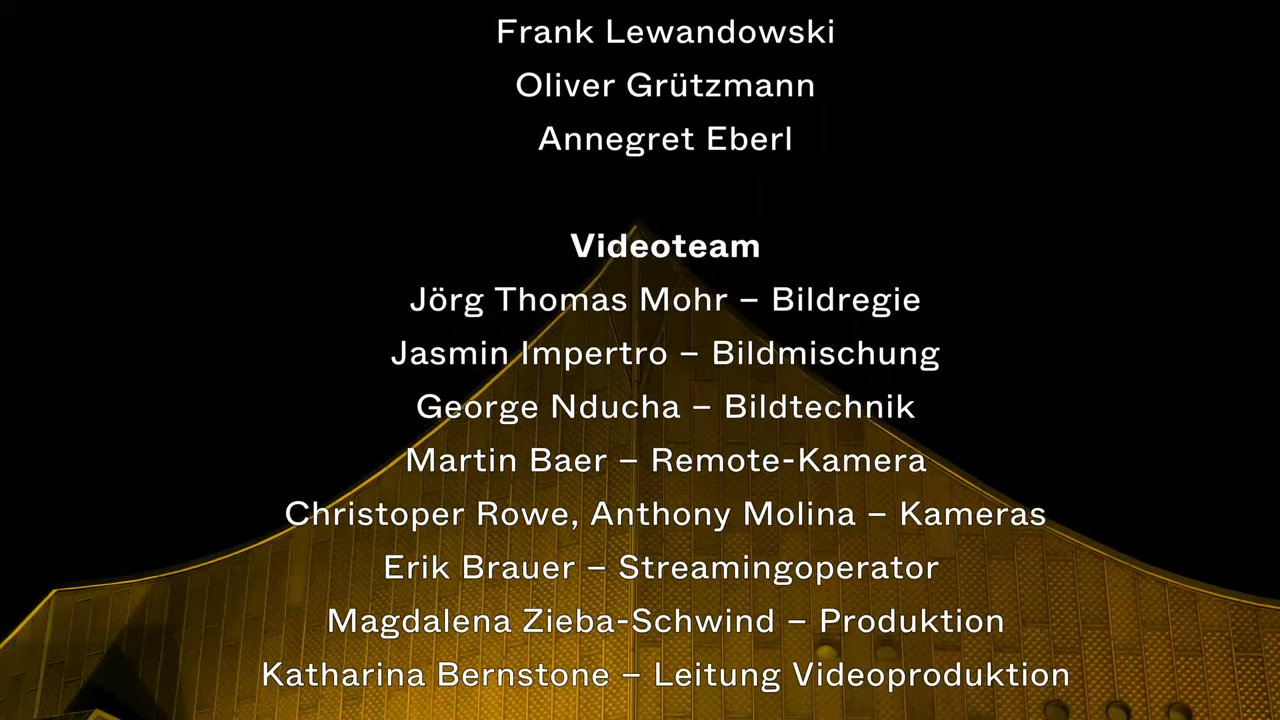 Frank Lewandowski
Oliver Grützmann
Annegret Eberl
Videoteam
Jörg Thomas Mohr – Bildregie
Jasmin Impertro – Bildmischung
George Nducha – Bildtechnik
Martin Baer – Remote-Kamera
Christoper Rowe, Anthony Molina – Kameras
Erik Brauer – Streamingoperator
Magdalena Zieba-Schwind – Produktion
Katharina Bernstone – Leitung Videoproduktion